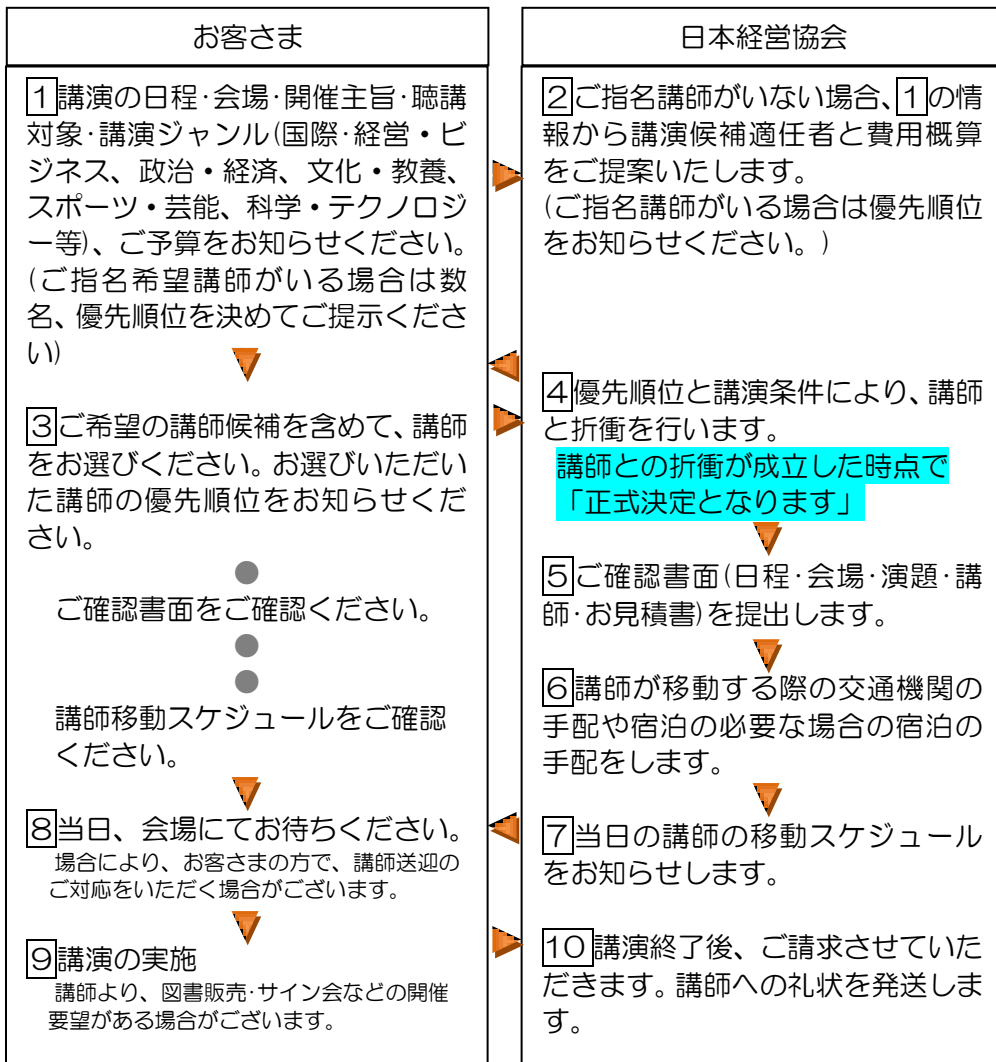 お客さま
1講演の日程･会場･開催主旨･聴講
対象･講演ジャンル(国際･経営・ビ
ジネス、政治・経済、文化・教養、
スポーツ・芸能、科学・テクノロジ
ー等)、ご予算をお知らせください。
(ご指名希望講師がいる場合は数
名、優先順位を決めてご提示くださ
い)
3ご希望の講師候補を含めて、講師
をお選びください。お選びいただい
た講師の優先順位をお知らせくだ
さい。
●
ご確認書面をご確認ください。
●
●
講師移動スケジュールをご確認
ください。
8当日、会場にてお待ちください。
場合により、お客さまの方で、講師送迎の
ご対応をいただく場合がございます。
9講演の実施
講師より、図書販売･サイン会などの開催
要望がある場合がございます。
日本経営協会
2ご指名講師がいない場合、1の情
報から講演候補適任者と費用概算
をご提案いたします。
(ご指名講師がいる場合は優先順位
をお知らせください。)
4優先順位と講演条件により、講師
と折衝を行います。
講師との折衝が成立した時点で
「正式決定となります」
5ご確認書面(日程･会場･演題･講
師･お見積書)を提出します。
6講師が移動する際の交通機関の
手配や宿泊の必要な場合の宿泊の
手配をします。
7当日の講師の移動スケジュール
をお知らせします。
10講演終了後、ご請求させていた
だきます。講師への礼状を発送しま
す。